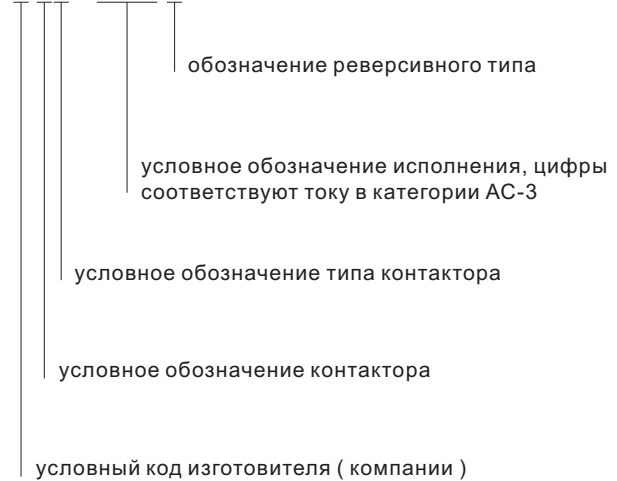 обозначение реверсивного типа
условное обозначение исполнения, цифры
соответствуют току в категории АС-3
условное обозначение типа контактора
условное обозначение контактора
условный код изготовителя ( компании )